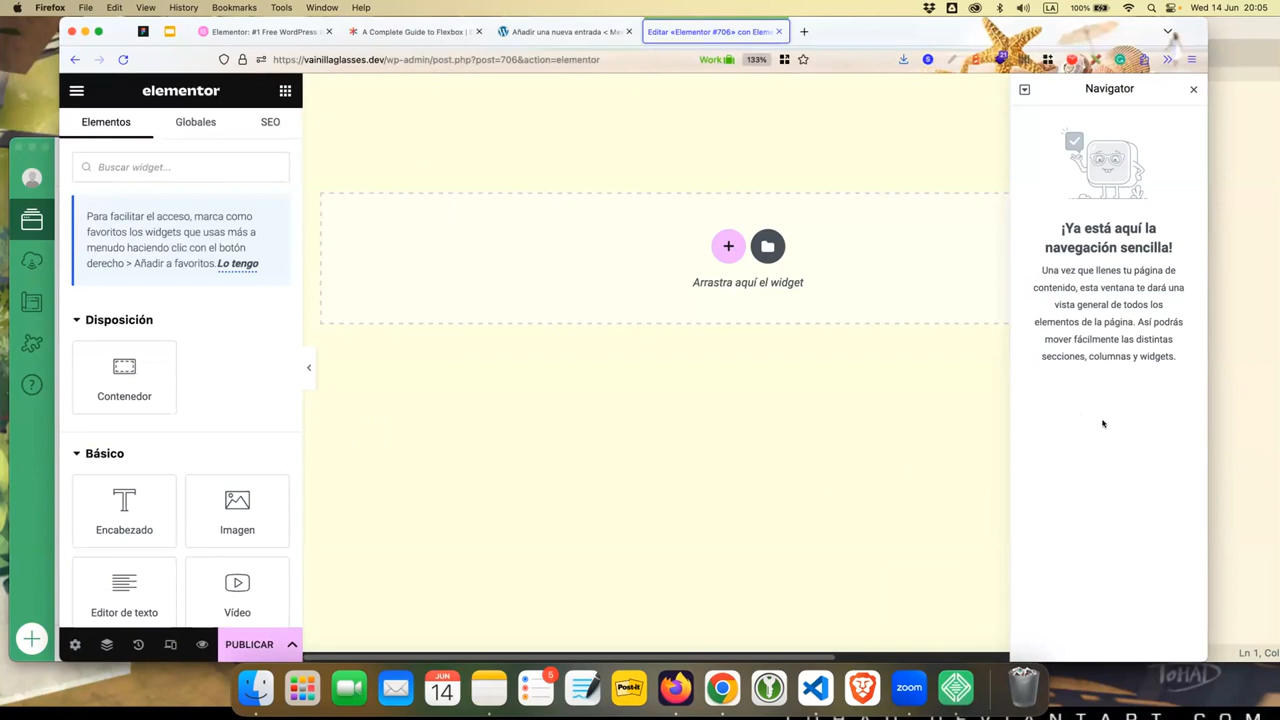 Firefox File Edit View History Bookmarks Tools Window Help
LA 100% Wed 14 Jun 20:05
Elementor: #1 Free WordPress
A Complete Guide to Flexbox |
Añadir una nueva entrada < Me
Editar «Elementor #706» con Eleme
https://vainillaglasses.dev/wp-admin/post.php?post=706&action=elementor
Work
133%
elementor
Elementos Globales SEO
Buscar widget...
Para facilitar el acceso, marca como
favoritos los widgets que usas más a
menudo haciendo clic con el botón
derecho > Añadir a favoritos. Lo tengo
Disposición
Contenedor
Básico
Encabezado Imagen
Editor de texto Vídeo
PUBLICAR
Arrastra aquí el widget
Navigator
¡Ya está aquí la
navegación sencilla!
Una vez que llenes tu página de
contenido, esta ventana te dará una
vista general de todos los
elementos de la página. Así podrás
mover fácilmente las distintas
secciones, columnas y widgets.
Ln 1, Col
JUN
14
5
Post-it
zoom